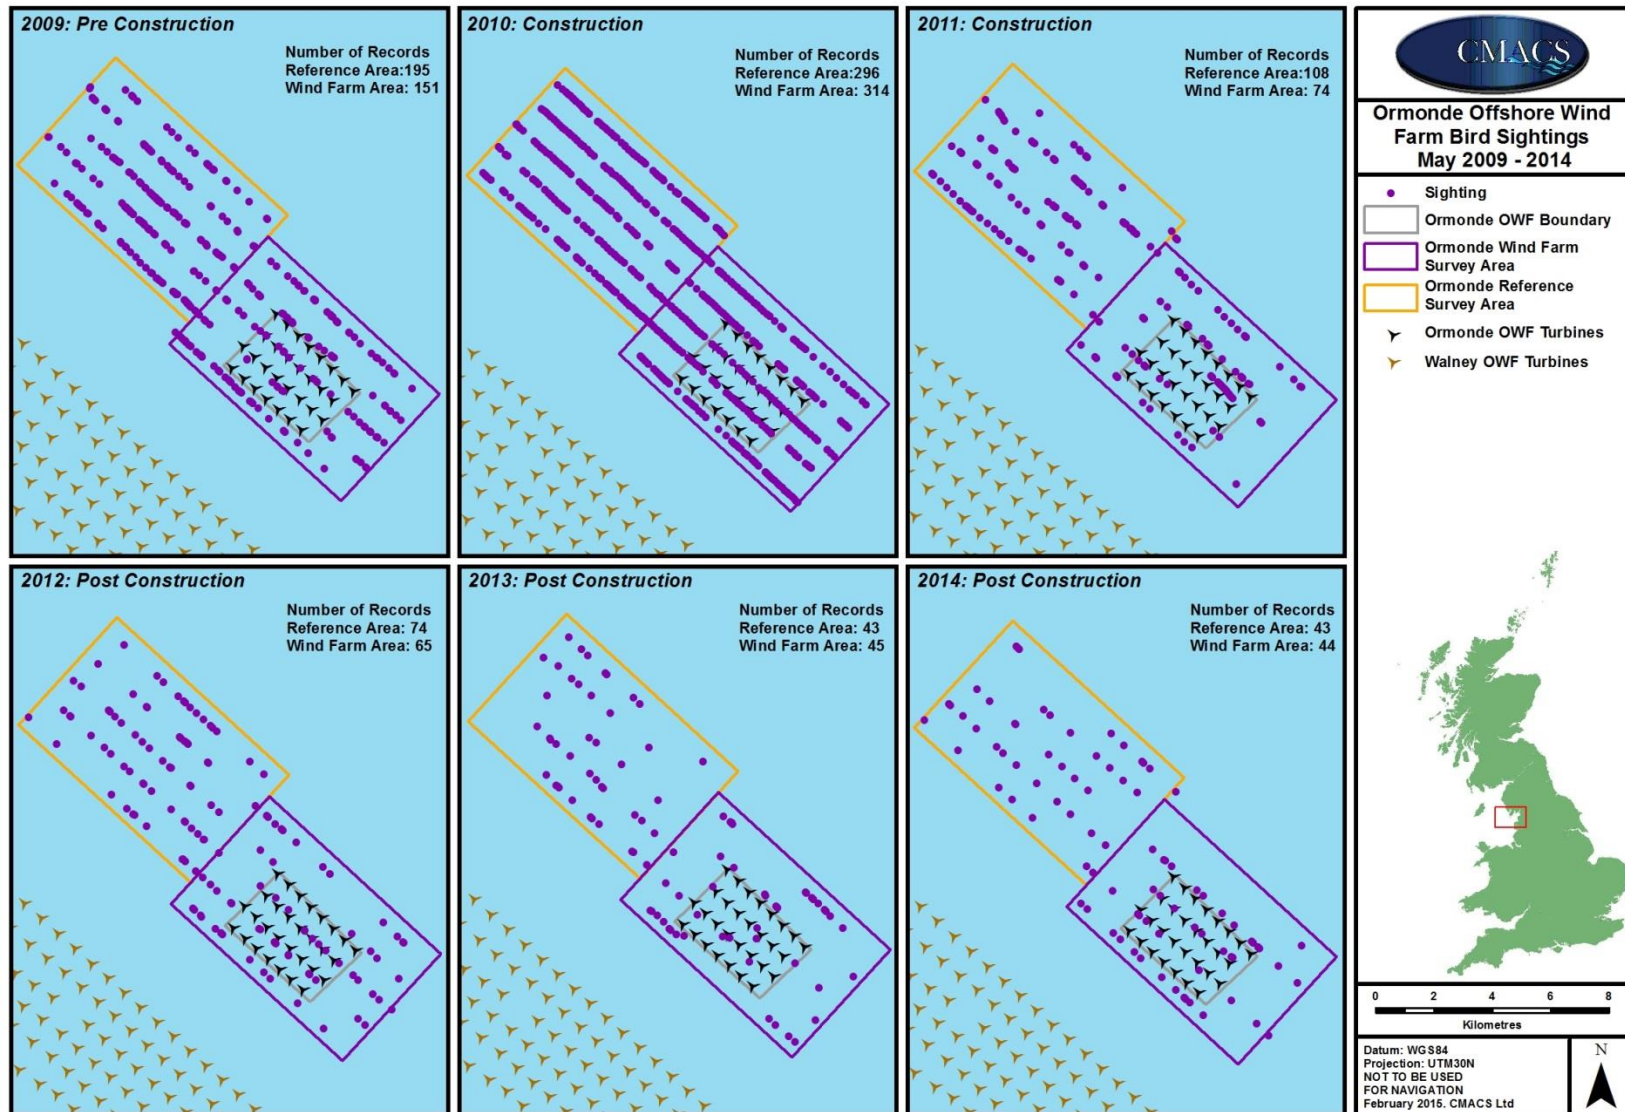 2009: Pre Construction
Number of Records
Reference Area:195
Wind Farm Area: 151
2010: Construction
Number of Records
Reference Area:296
Wind Farm Area: 314
2011: Construction
Number of Records
Reference Area:108
Wind Farm Area: 74
2012: Post Construction
Number of Records
Reference Area: 74
Wind Farm Area: 65
2013: Post Construction
Number of Records
Reference Area: 43
Wind Farm Area: 45
2014: Post Construction
Number of Records
Reference Area: 43
Wind Farm Area: 44
CMACS
Ormonde Offshore Wind
Farm Bird Sightings
May 2009 - 2014
Sighting
Ormonde OWF Boundary
Ormonde Wind Farm
Survey Area
Ormonde Reference
Survey Area
Ormonde OWF Turbines
Walney OWF Turbines
0 2 4 6 8
Kilometres
Datum: WGS84
Projection: UTM30N
NOT TO BE USED
FOR NAVIGATION
February 2015. CMACS Ltd
N